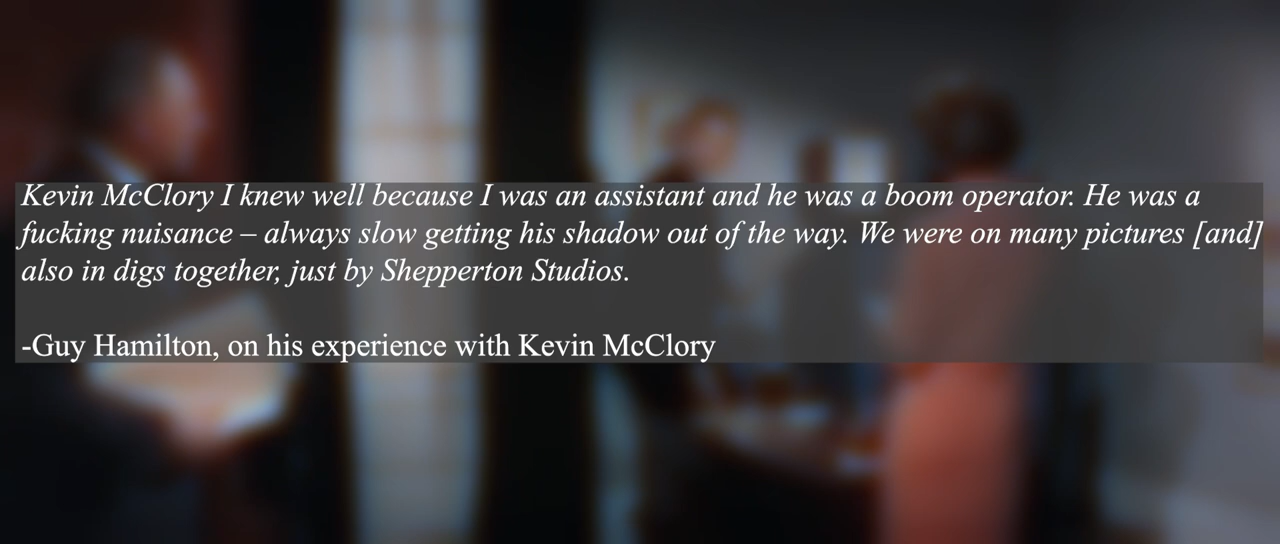 Kevin McClory I knew well because I was an assistant and he was a boom operator. He was a
fucking nuisance – always slow getting his shadow out of the way. We were on many pictures [and]
also in digs together, just by Shepperton Studios.
-Guy Hamilton, on his experience with Kevin McClory